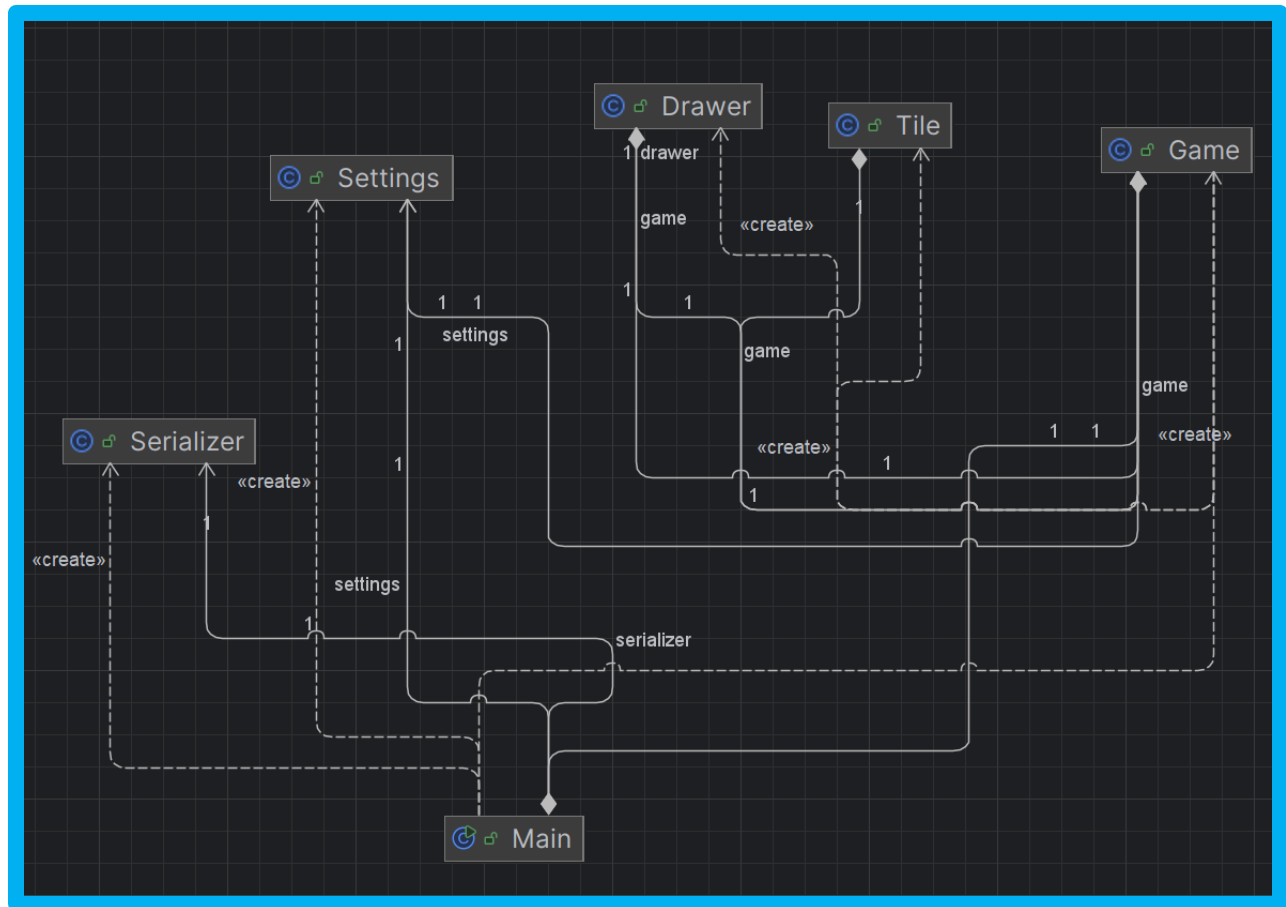 Drawer
Tile
Game
1 drawer
Settings
1
game
«create»
1
1
1 1
settings
1
game
game
1 1
«create»
Serializer
«create»
1
1
«create»
1
1
«create»
settings
1
serializer
Main